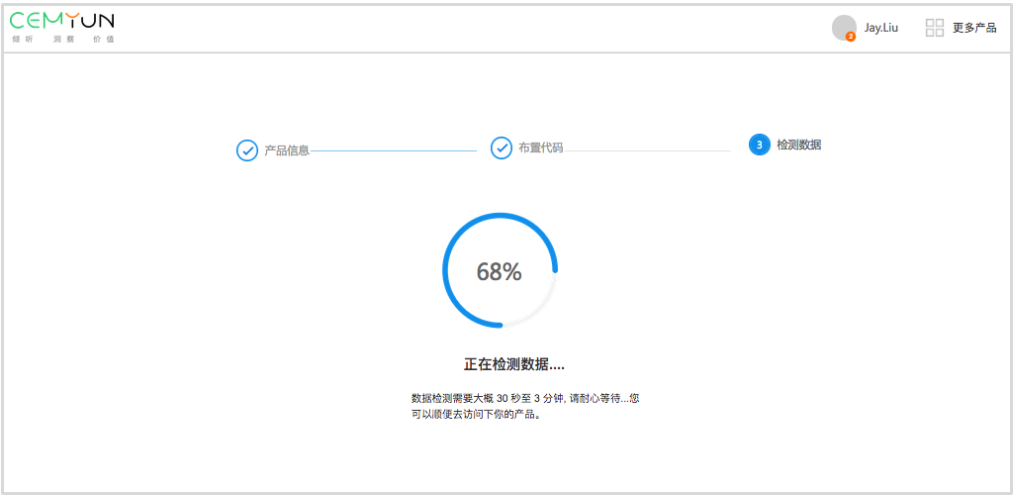 CEMYUN
倾听 洞察 价值
2
Jay.Liu
更多产品
产品信息
布置代码
3
检测数据
68%
正在检测数据....
数据检测需要大概 30 秒至 3 分钟, 请耐心等待...您
可以顺便去访问下你的产品。